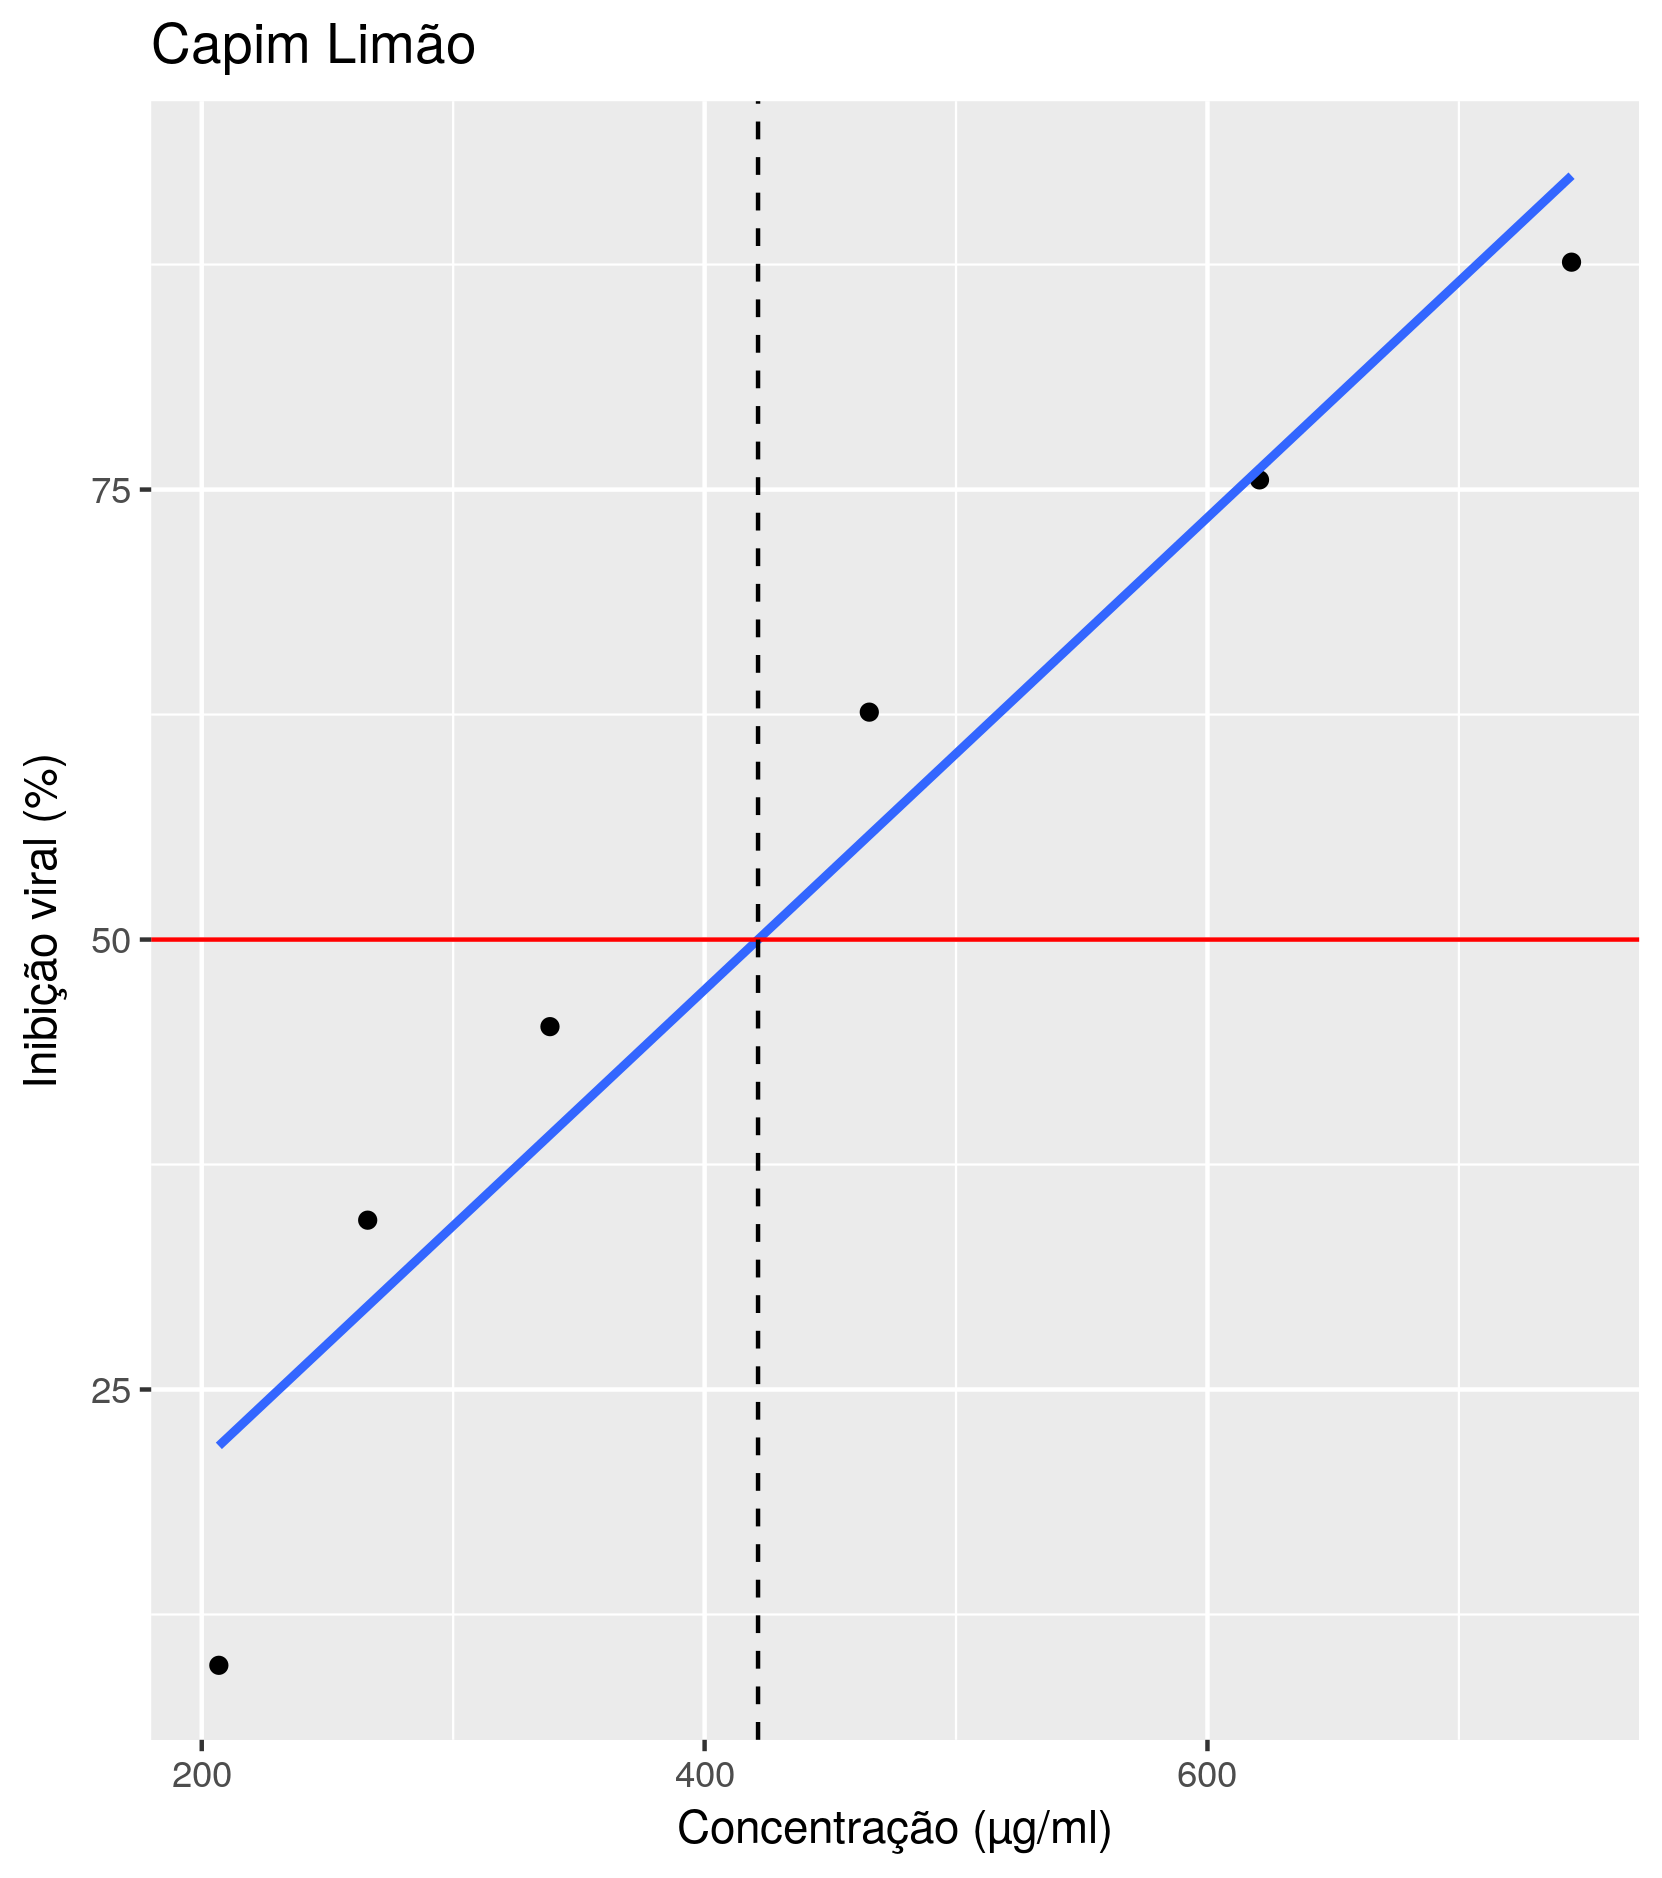 Capim Limão
75
50
25
Inibição viral (%)
200 400 600
Concentração (µg/ml)